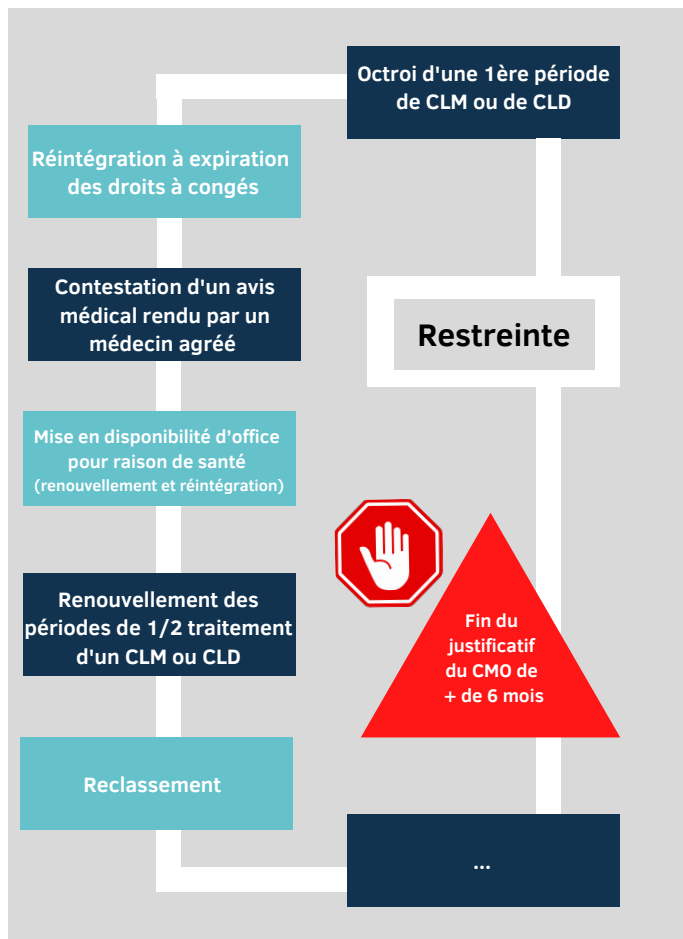 Octroi d'une 1ère période
de CLM ou de CLD
Réintégration à expiration
des droits à congés
Contestation d'un avis
médical rendu par un
médecin agréé
Restreinte
Mise en disponibilité d'office
pour raison de santé
(renouvellement et réintégration)
Renouvellement des
périodes de 1/2 traitement
d'un CLM ou CLD
Fin du
justificatif
du CMO de
+ de 6 mois
Reclassement
...